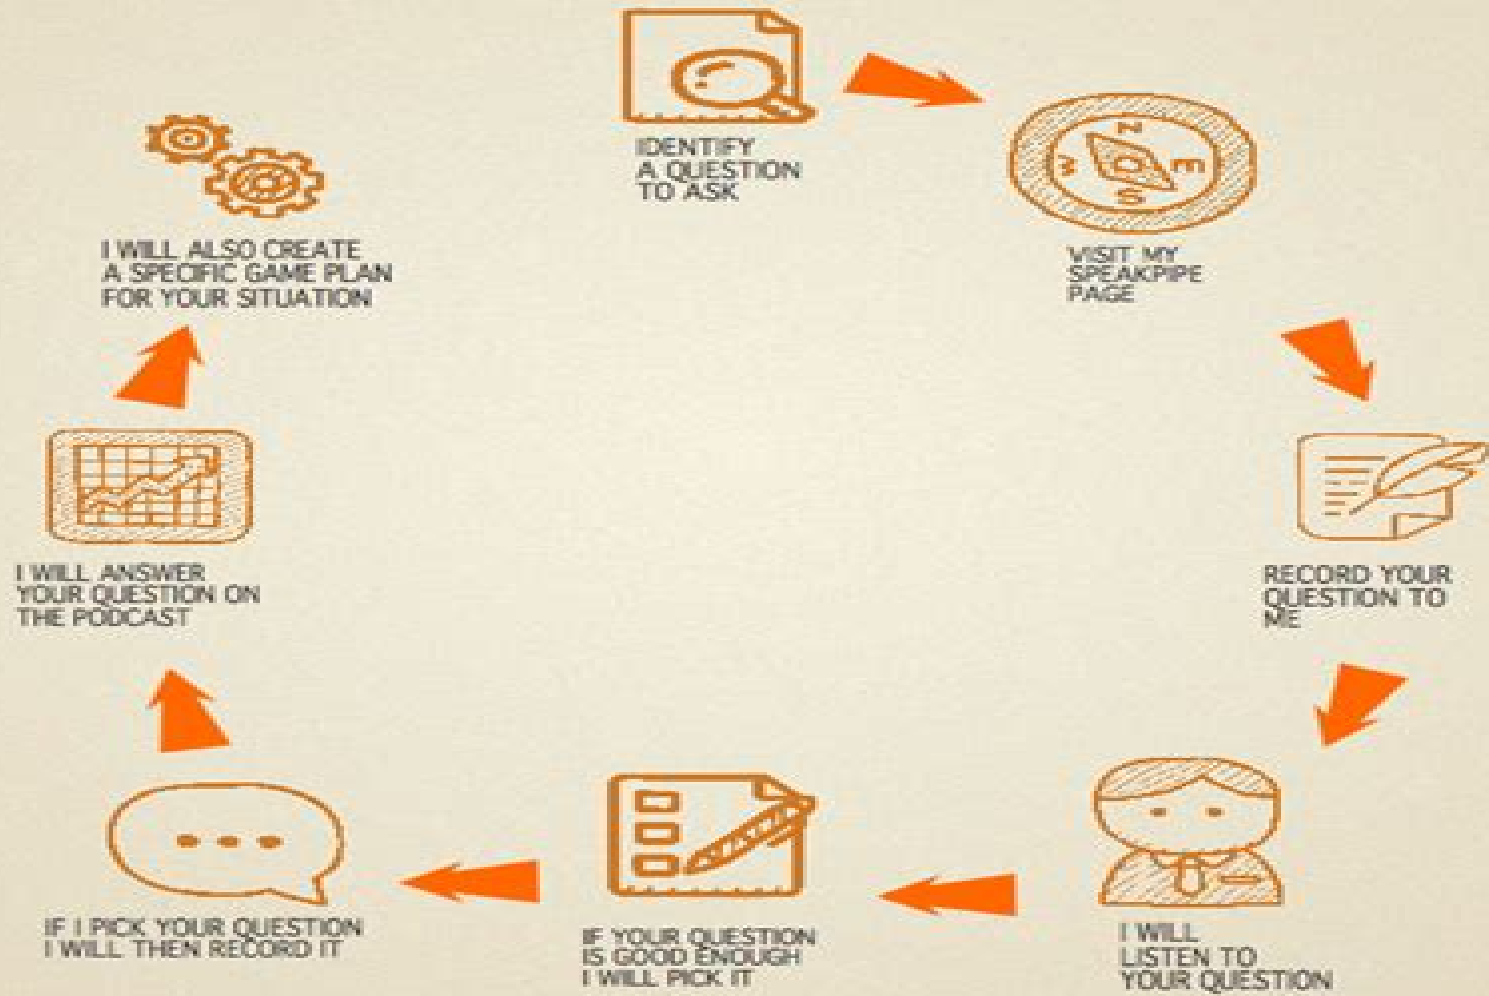 IDENTIFY
A QUESTION
TO ASK
N
W
E
S
VISIT MY
SPEAKPIPE
PAGE
RECORD YOUR
QUESTION TO
ME
I WILL
LISTEN TO
YOUR QUESTION
IF YOUR QUESTION
IS GOOD ENOUGH
I WILL PICK IT
IF I PICK YOUR QUESTION
I WILL THEN RECORD IT
I WILL ANSWER
YOUR QUESTION ON
THE PODCAST
I WILL ALSO CREATE
A SPECIFIC GAME PLAN
FOR YOUR SITUATION